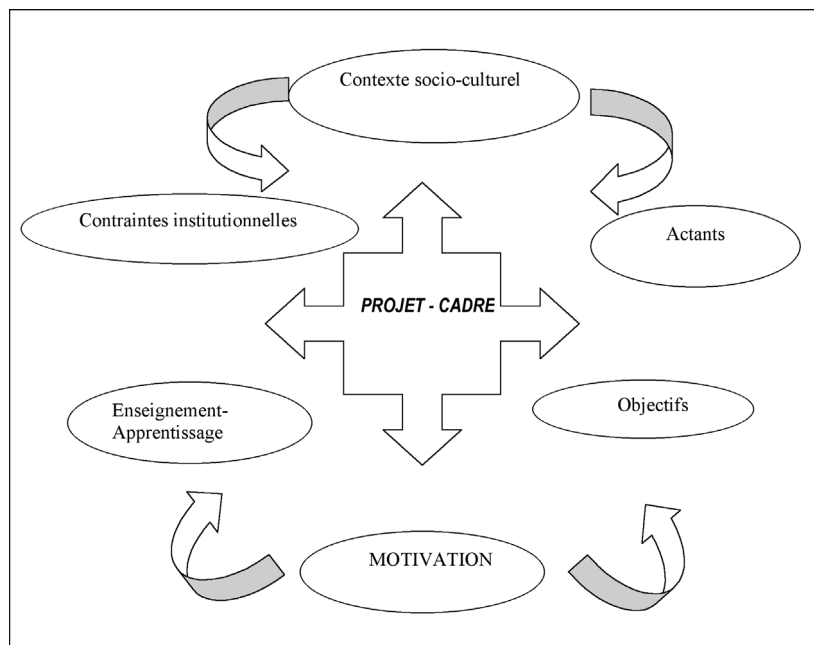 Contexte socio-culturel
Contraintes institutionnelles
Actants
PROJET - CADRE
Enseignement-
Apprentissage
Objectifs
MOTIVATION